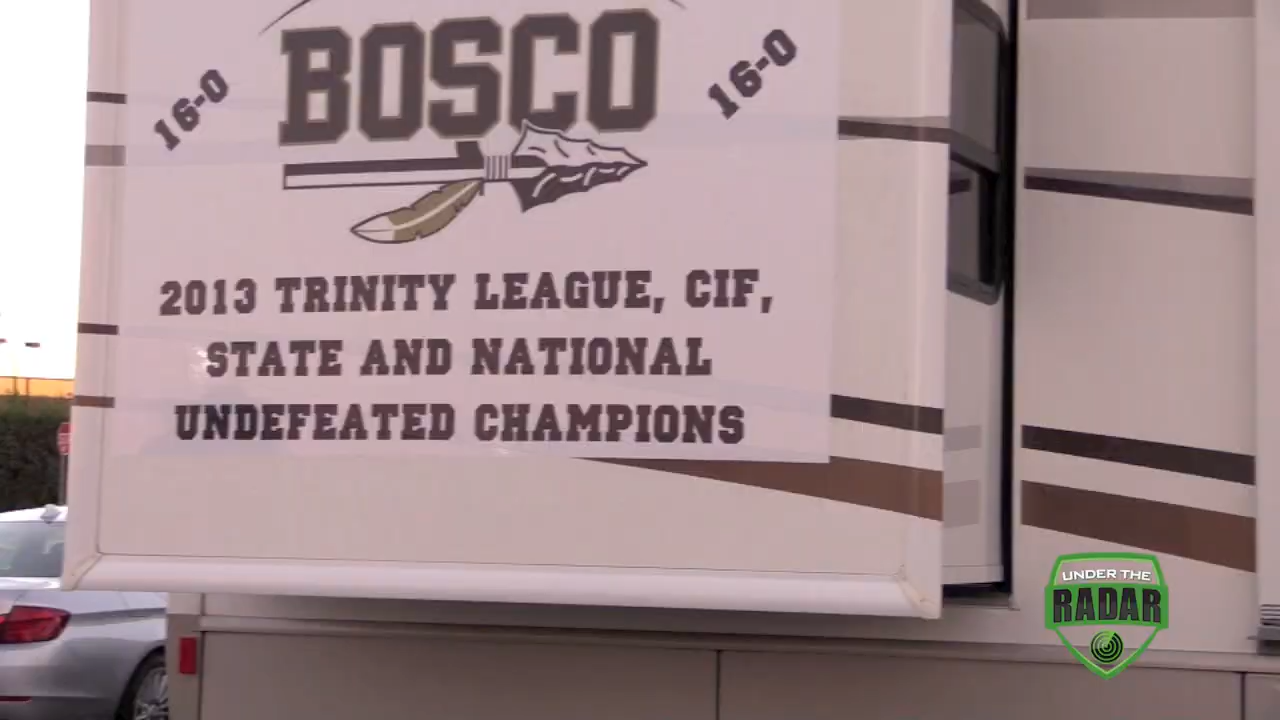 BOSCO
16-0
16-0
2013 TRINITY LEAGUE, CIF,
STATE AND NATIONAL
UNDEFEATED CHAMPIONS
UNDER THE
RADAR